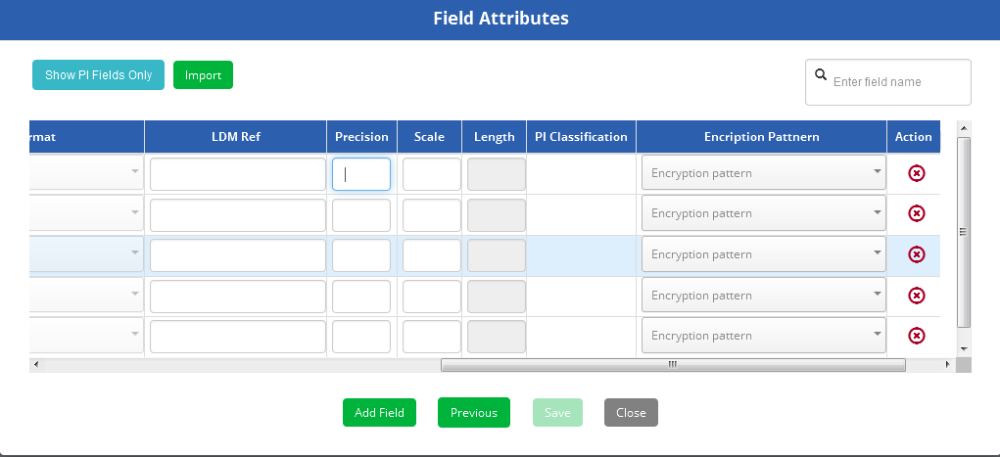 Field Attributes
Show PI Fields Only Import Enter field name
rmat LDM Ref Precision Scale Length PI Classification Encription Pattnern Action
Encryption pattern
Encryption pattern
Encryption pattern
Encryption pattern
Encryption pattern
Add Field Previous Save Close